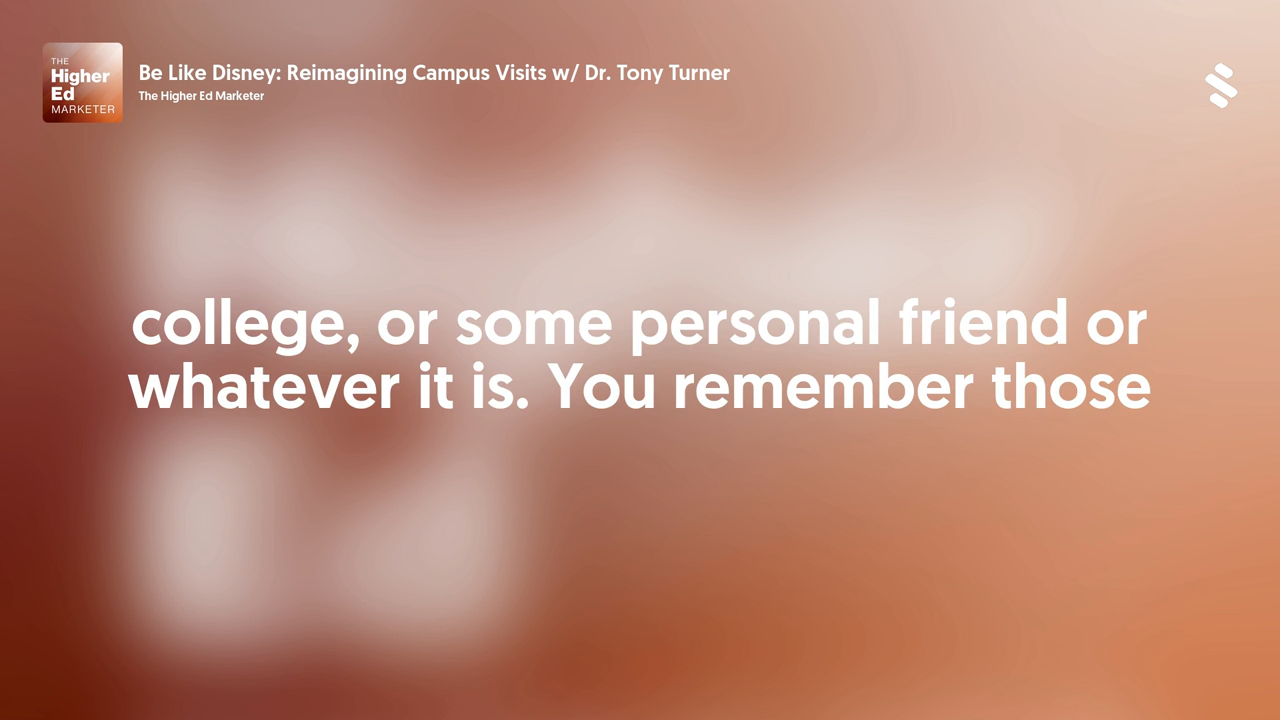 THE
Higher
Ed
MARKETER
Be Like Disney: Reimagining Campus Visits w/ Dr. Tony Turner
The Higher Ed Marketer
college, or some personal friend or
whatever it is. You remember those